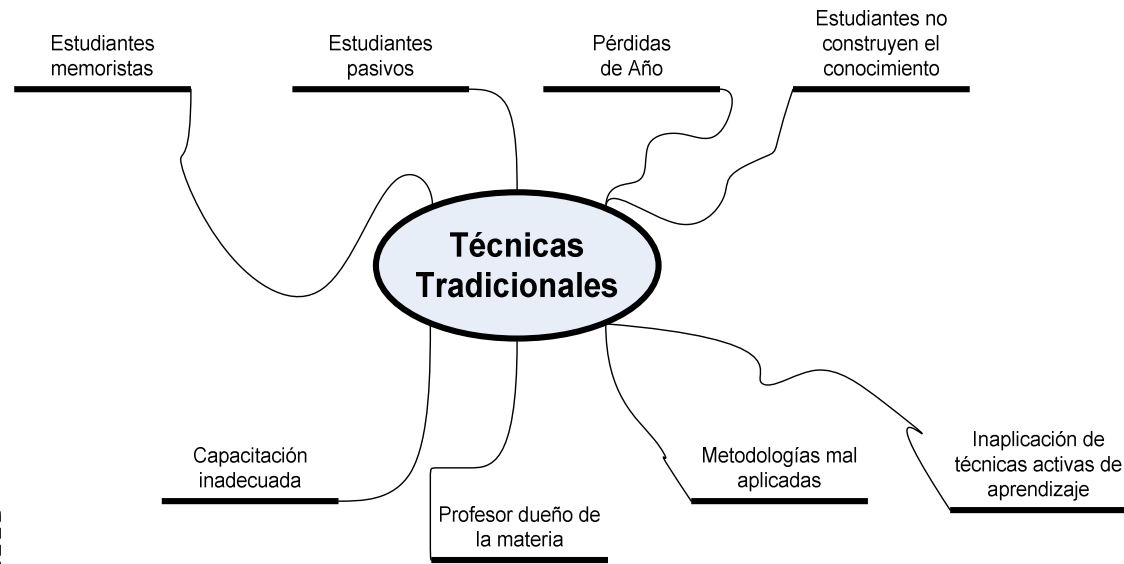 Estudiantes
memoristas
Estudiantes
pasivos
Pérdidas
de Año
Estudiantes no
construyen el
conocimiento
Técnicas
Tradicionales
Capacitación
inadecuada
Profesor dueño de
la materia
Metodologías mal
aplicadas
Inaplicación de
técnicas activas de
aprendizaje